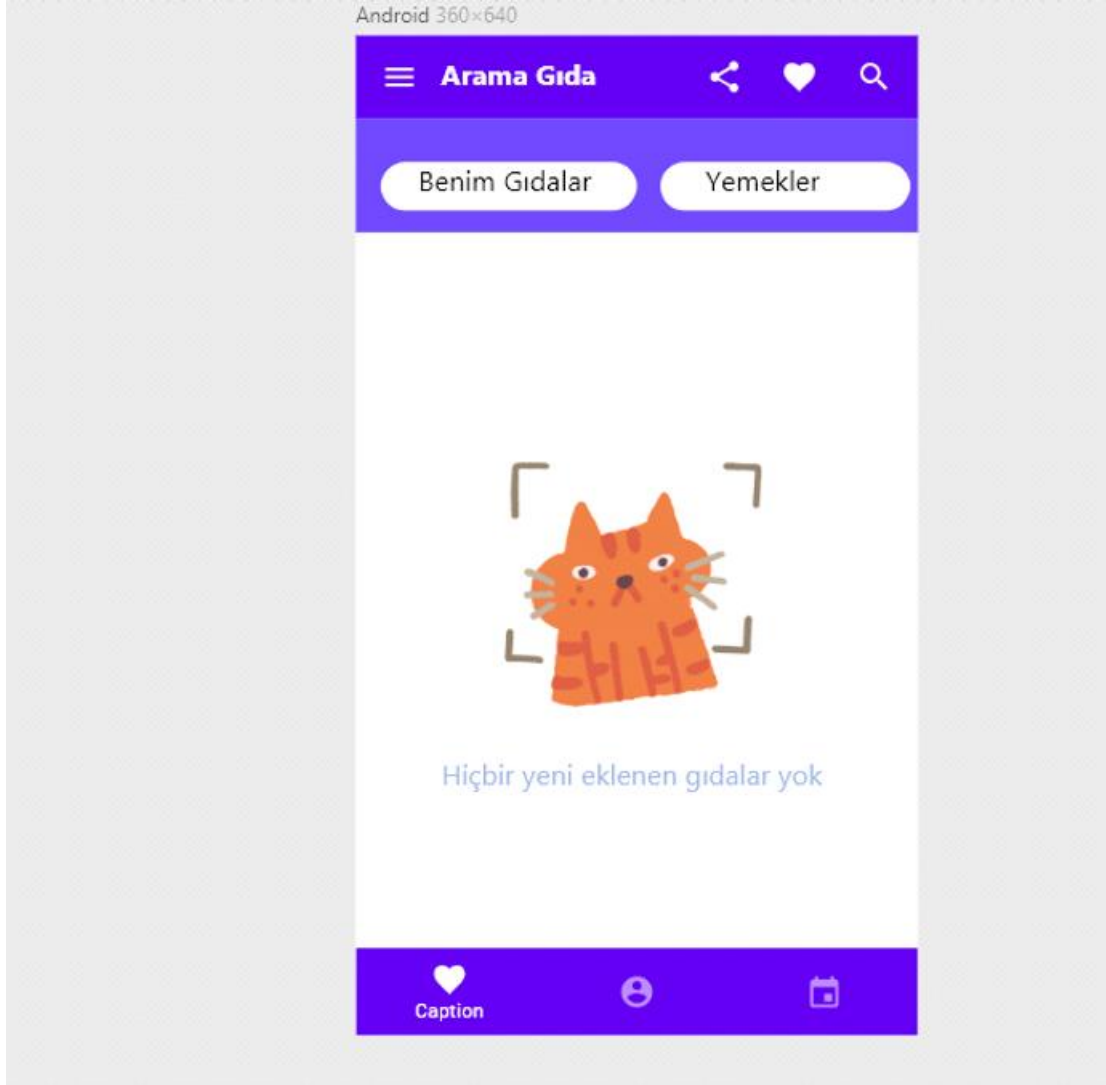 Android 360×640
Arama Gıda
Benim Gıdalar
Yemekler
Hiçbir yeni eklenen gıdalar yok
Caption